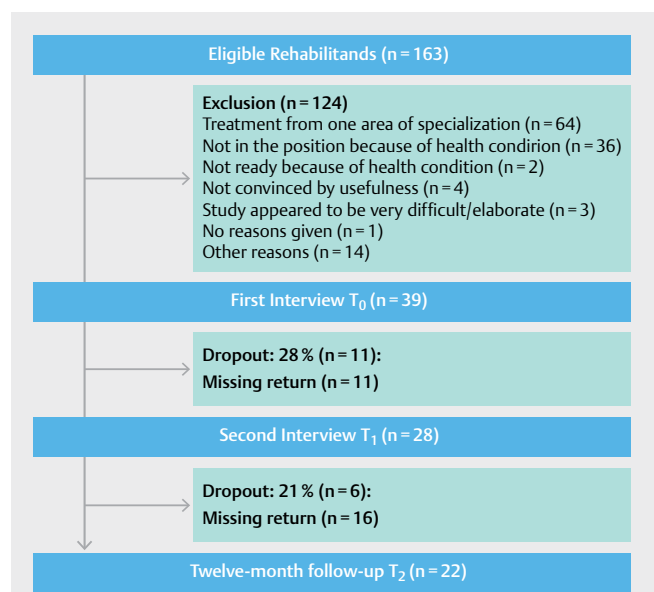 Eligible Rehabilitands (n = 163)
Exclusion (n = 124)
Treatment from one area of specialization (n = 64)
Not in the position because of health condirion (n = 36)
Not ready because of health condition (n = 2)
Not convinced by usefulness (n = 4)
Study appeared to be very difficult/elaborate (n = 3)
No reasons given (n = 1)
Other reasons (n = 14)
First Interview T0 (n = 39)
Dropout: 28 % (n = 11):
Missing return (n = 11)
Second Interview T1 (n = 28)
Dropout: 21 % (n = 6):
Missing return (n = 16)
Twelve-month follow-up T2 (n = 22)